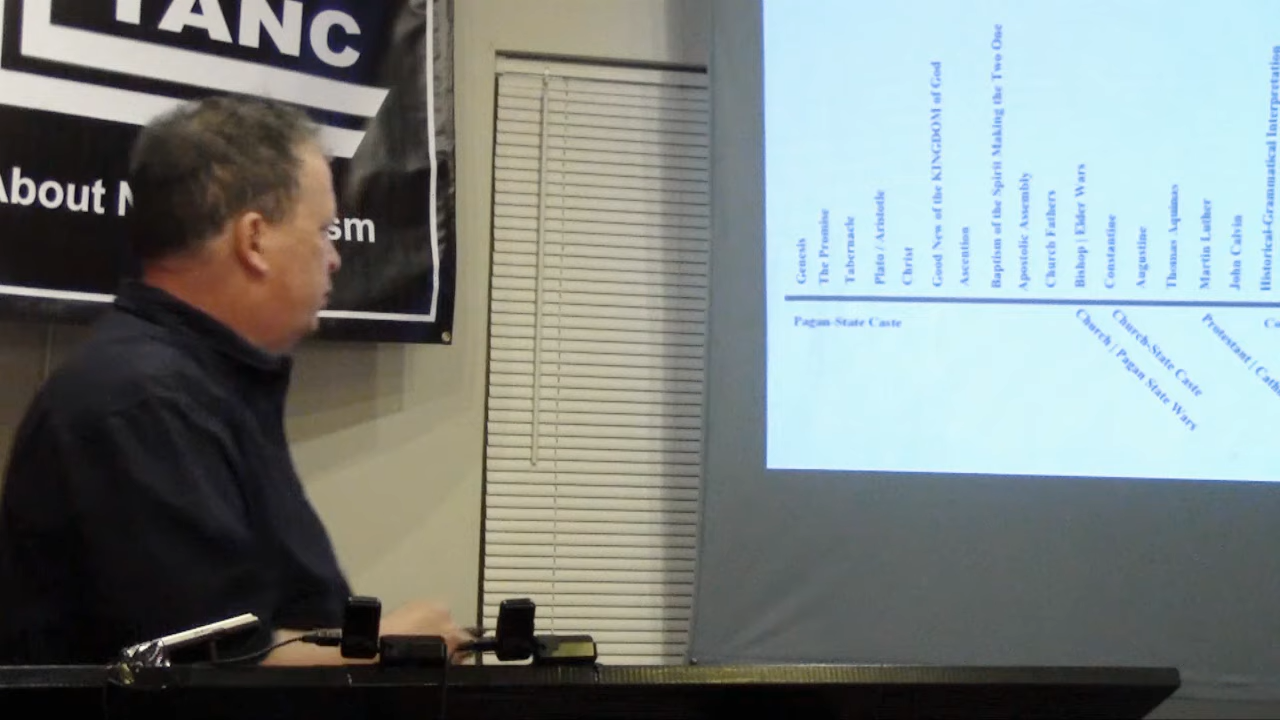 TANC
About N
sm
Genesis
The Promise
Tabernacle
Plato / Aristotle
Christ
Good New of the KINGDOM of God
Ascention
Baptism of the Spirit Making the Two One
Apostolic Assembly
Church Fathers
Bishop | Elder Wars
Constantine
Augustine
Thomas Aquinas
Martin Luther
John Calvin
Historical-Grammatical Interpretation
Pagan-State Caste
Church | Pagan State Wars
Church-State Caste
Protestant | Catho